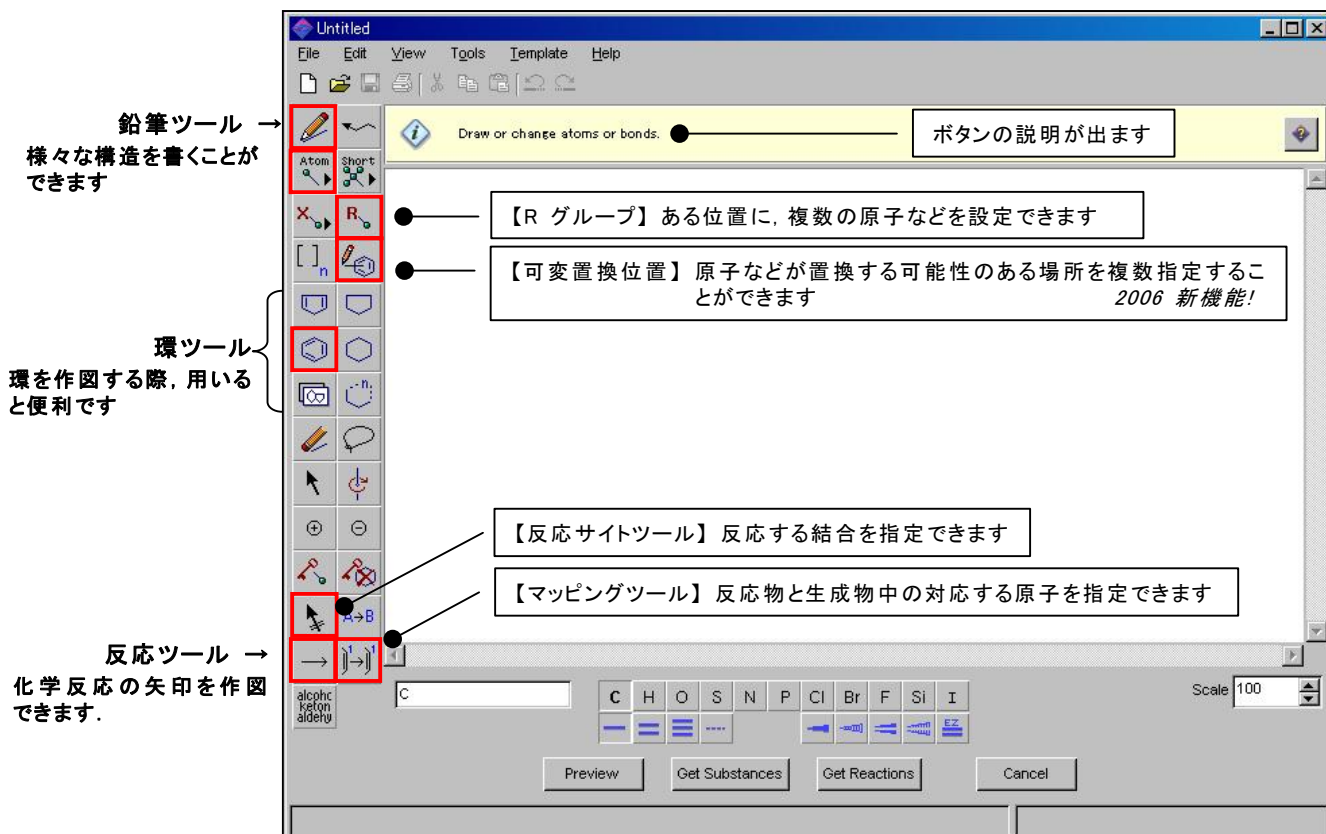 Untitled
File Edit View Tools Template Help
鉛筆ツール →
様々な構造を書くことが
できます
Draw or change atoms or bonds.
ボタンの説明が出ます
Atom Short
X R
【R グループ】 ある位置に, 複数の原子などを設定できます
[ ]n
【可変置換位置】 原子などが置換する可能性のある場所を複数指定するこ
とができます 2006 新機能!
環ツール
環を作図する際, 用いる
と便利です
n
【反応サイトツール】 反応する結合を指定できます
【マッピングツール】 反応物と生成物中の対応する原子を指定できます
A→B
反応ツール →
化学反応の矢印を作図
できます.
1 1
alcohc
keton
aldehy
C
C H O S N P Cl Br F Si I
EZ
Scale 100
Preview Get Substances Get Reactions Cancel